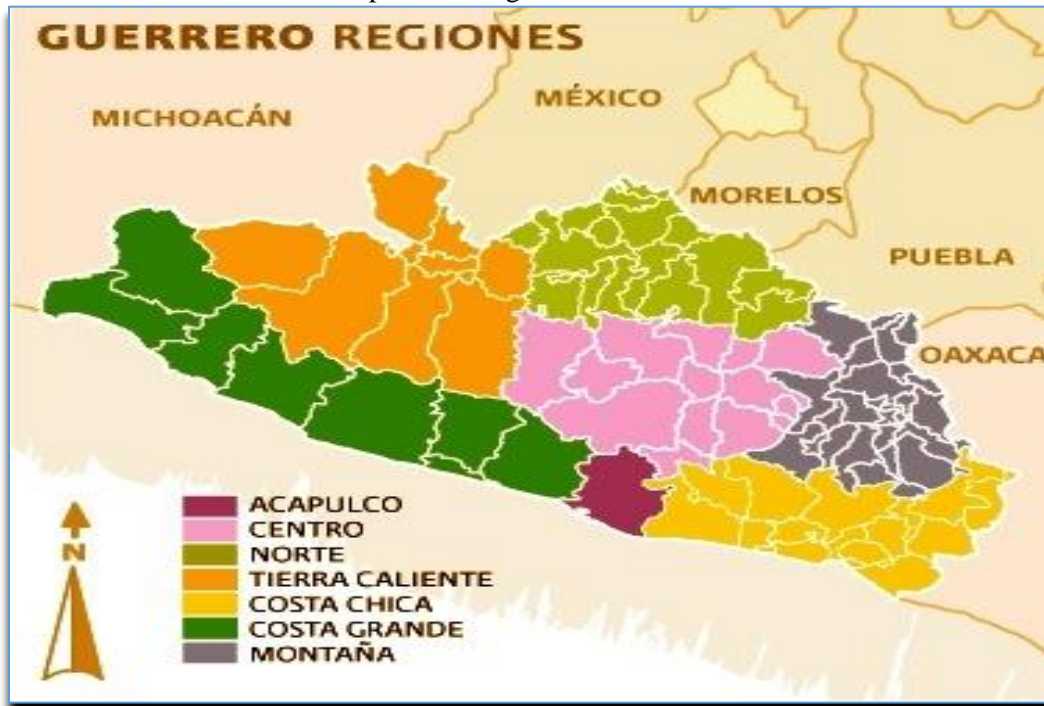 GUERRERO REGIONES
MÉXICO
MICHOACÁN
MORELOS
PUEBLA
OAXACA
ACAPULCO
CENTRO
NORTE
TIERRA CALIENTE
COSTA CHICA
COSTA GRANDE
MONTAÑA
N